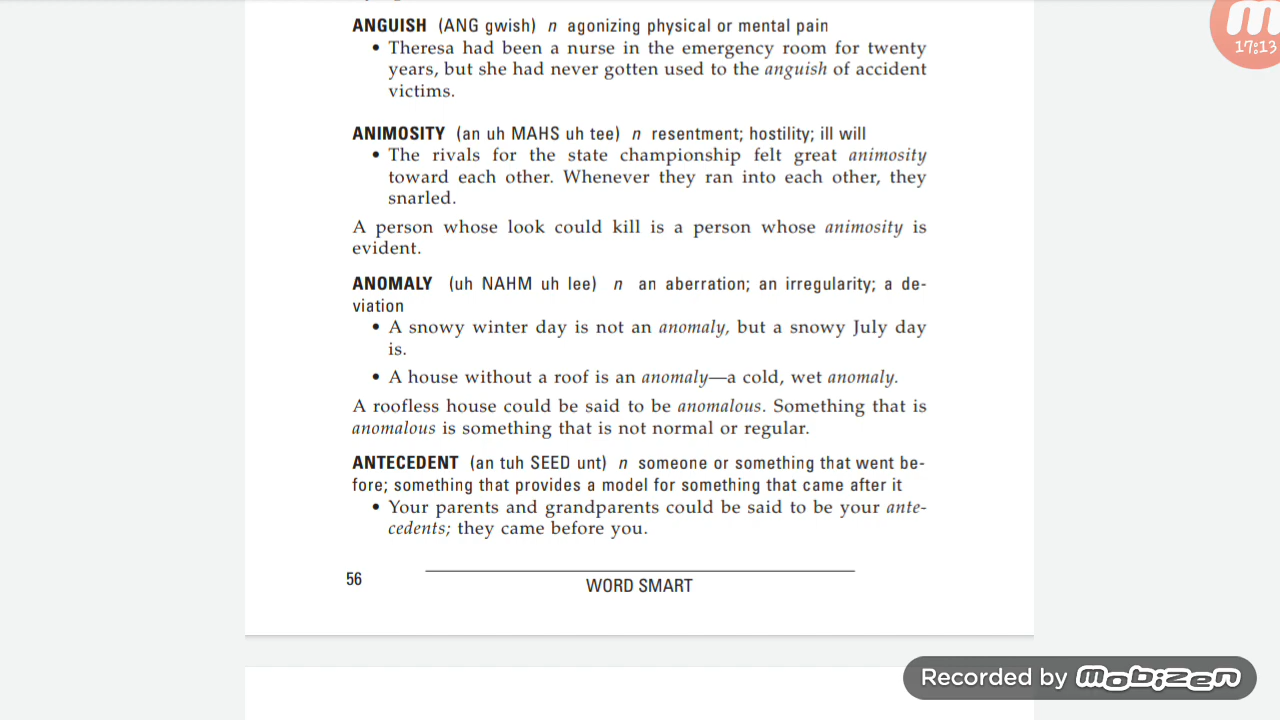 ANGUISH (ANG gwish) n agonizing physical or mental pain
• Theresa had been a nurse in the emergency room for twenty
years, but she had never gotten used to the anguish of accident
victims.
ANIMOSITY (an uh MAHS uh tee) n resentment; hostility; ill will
• The rivals for the state championship felt great animosity
toward each other. Whenever they ran into each other, they
snarled.
A person whose look could kill is a person whose animosity is
evident.
ANOMALY (uh NAHM uh lee) n an aberration; an irregularity; a de-
viation
• A snowy winter day is not an anomaly, but a snowy July day
is.
• A house without a roof is an anomaly—a cold, wet anomaly.
A roofless house could be said to be anomalous. Something that is
anomalous is something that is not normal or regular.
ANTECEDENT (an tuh SEED unt) n someone or something that went be-
fore; something that provides a model for something that came after it
• Your parents and grandparents could be said to be your ante-
cedents; they came before you.
56
WORD SMART
17:13
Recorded by Mobizen